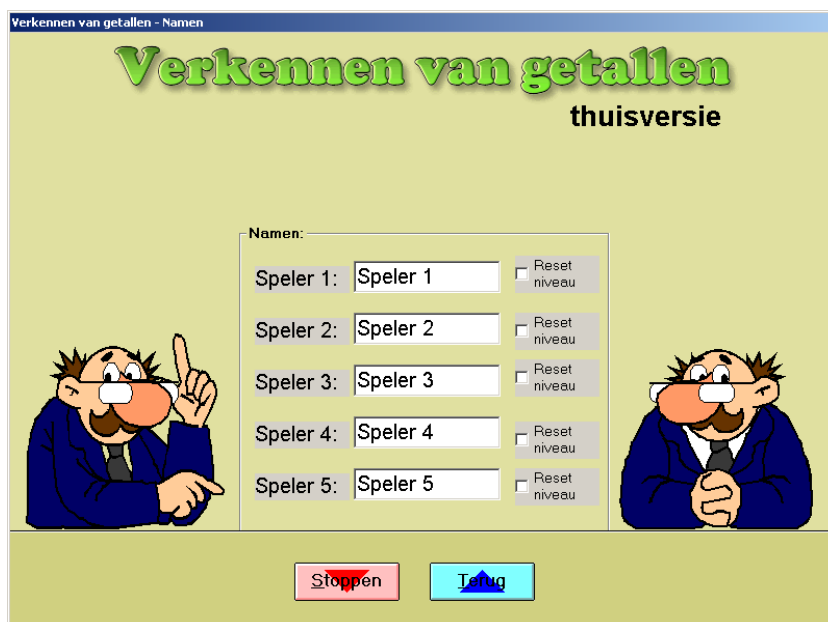 Verkennen van getallen - Namen
Verkennen van getallen
thuisversie
Namen:
Speler 1: Speler 1 Reset niveau
Speler 2: Speler 2 Reset niveau
Speler 3: Speler 3 Reset niveau
Speler 4: Speler 4 Reset niveau
Speler 5: Speler 5 Reset niveau
Stoppen Terug